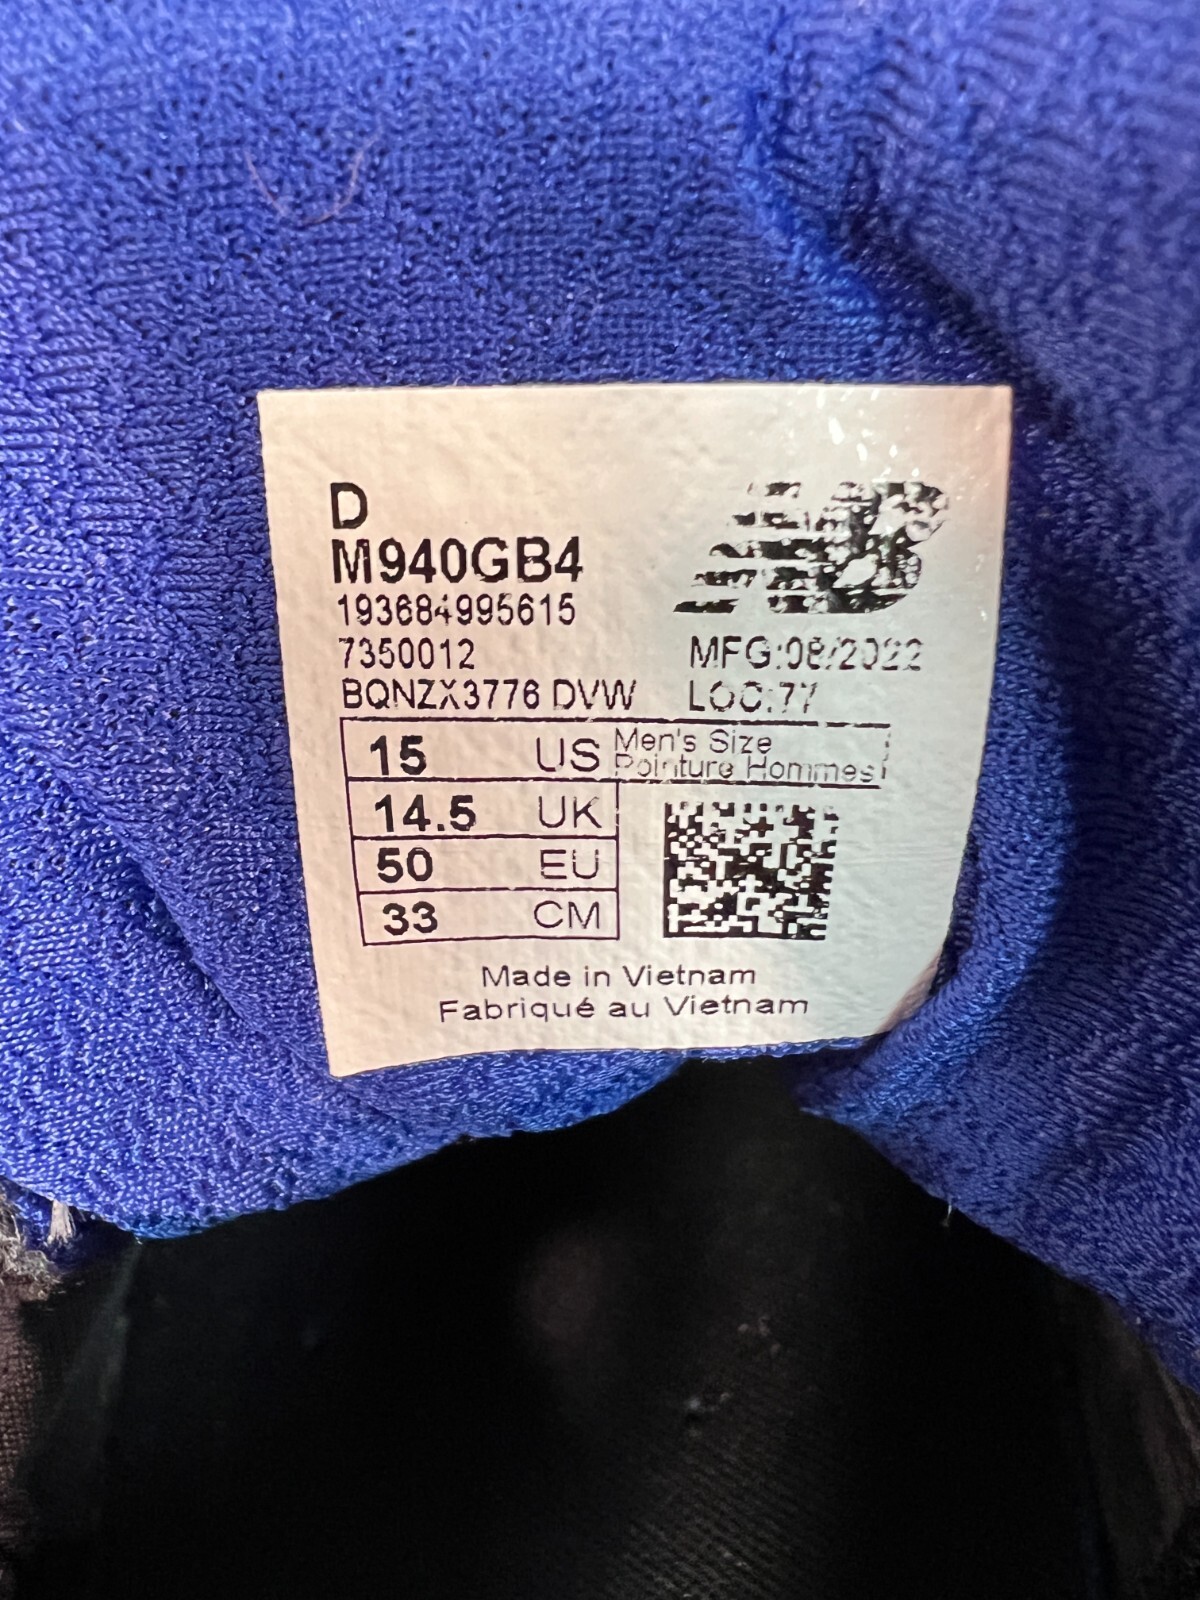 D
M940GB4
193684995615
7350012
MFG:08/2022
BQNZX3776 DVW
LOC:77
15 US
Men's Size
Pointure Hommes
14.5 UK
50 EU
33 CM
Made in Vietnam
Fabriqué au Vietnam